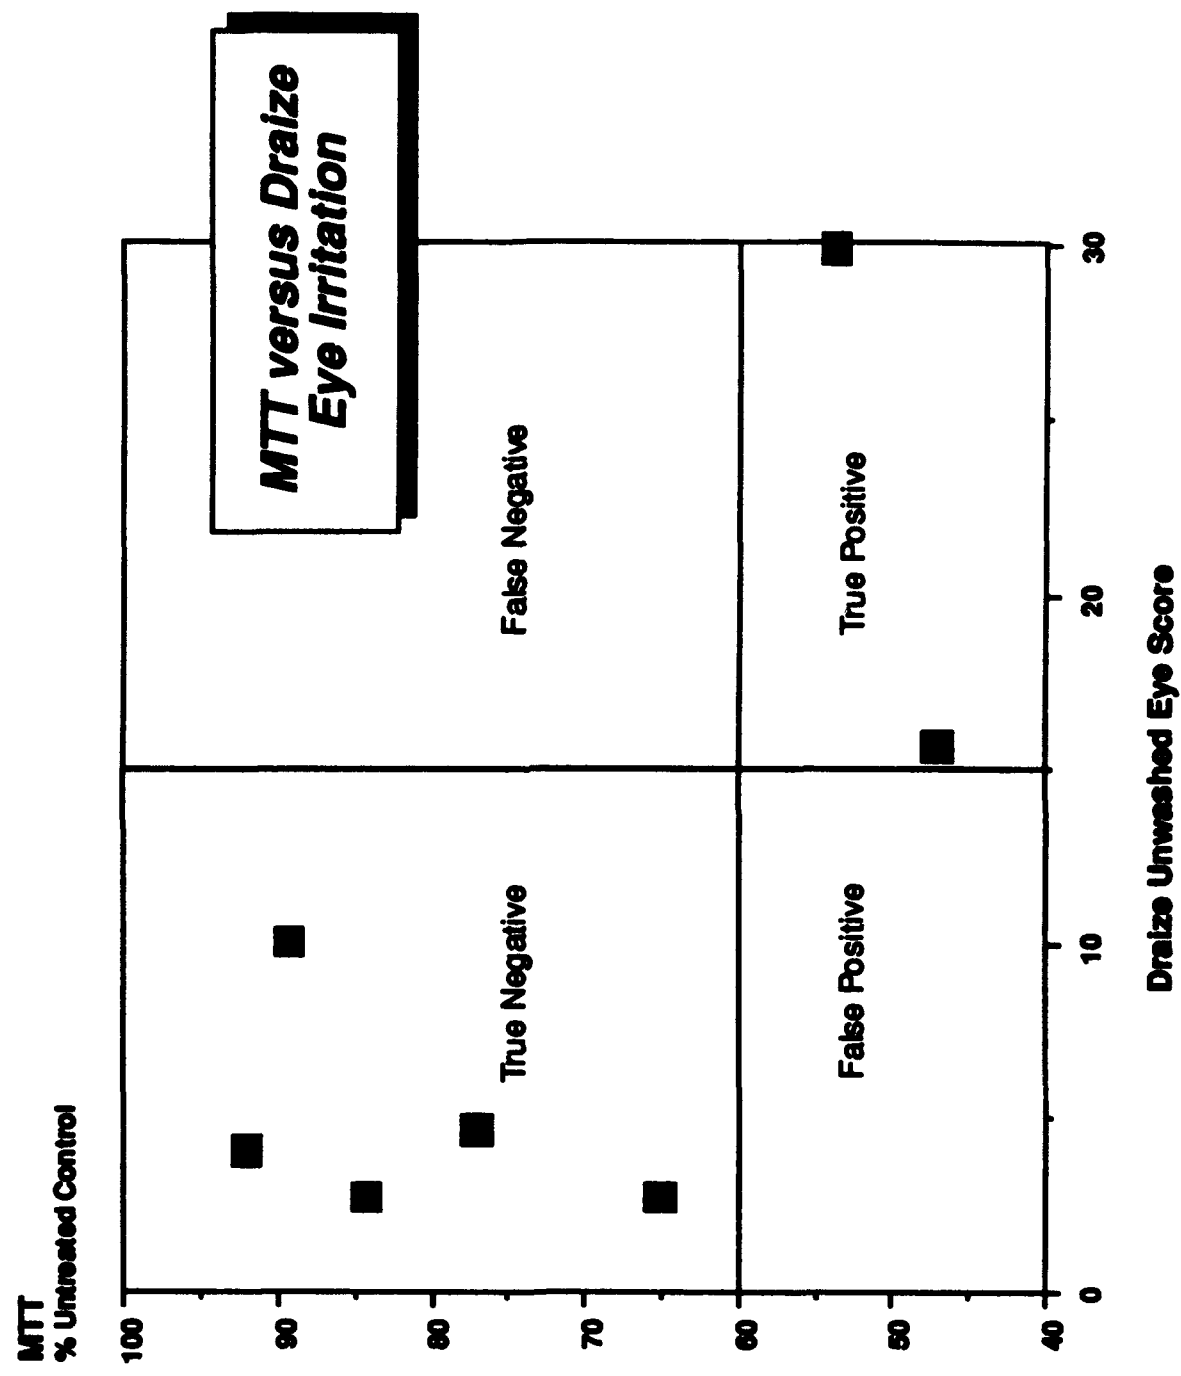 MTT versus Draize
Eye Irritation
MTT
% Untreated Control
100
90
80
70
60
50
40
True Negative
False Negative
False Positive
True Positive
0
10
20
30
Draize Unwashed Eye Score